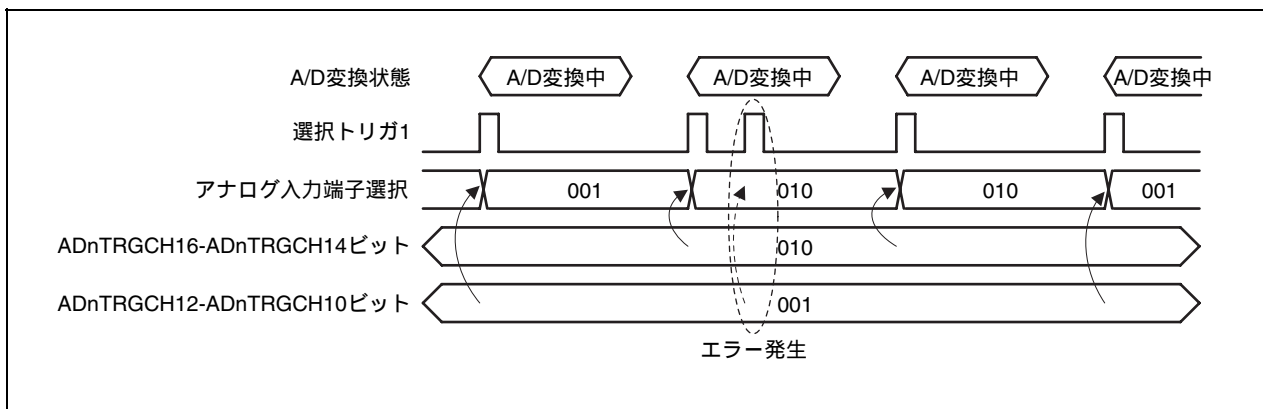 A/D変換状態 A/D変換中 A/D変換中 A/D変換中 A/D変換中
選択トリガ1
アナログ入力端子選択 001 010 010 001
ADnTRGCH16-ADnTRGCH14ビット 010
ADnTRGCH12-ADnTRGCH10ビット 001
エラー発生